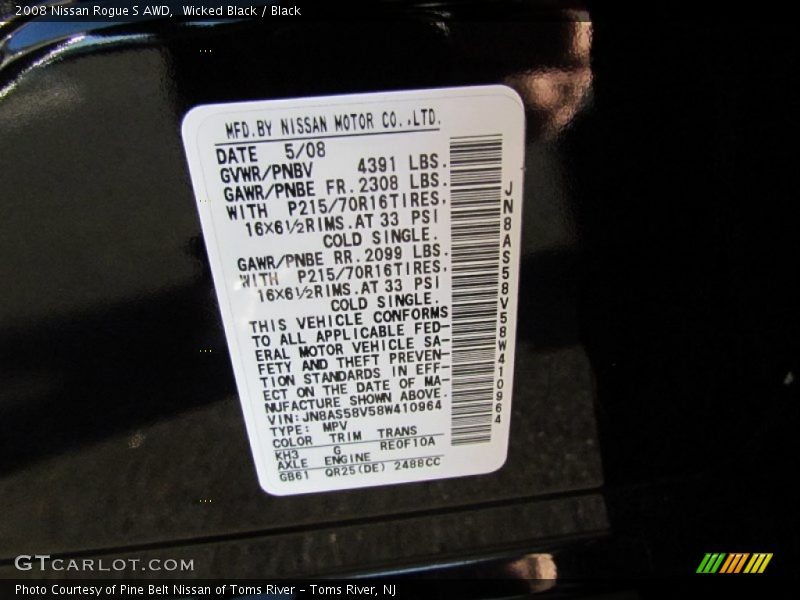 2008 Nissan Rogue S AWD, Wicked Black / Black
MFD.BY NISSAN MOTOR CO.,LTD.
DATE 5/08
GVWR/PNBV 4391 LBS.
GAWR/PNBE FR. 2308 LBS.
WITH P215/70R16TIRES,
16X6½RIMS.AT 33 PSI
COLD SINGLE.
GAWR/PNBE RR. 2099 LBS.
WITH P215/70R16TIRES,
16X6½RIMS.AT 33 PSI
COLD SINGLE.
THIS VEHICLE CONFORMS
TO ALL APPLICABLE FED-
ERAL MOTOR VEHICLE SA-
FETY AND THEFT PREVEN-
TION STANDARDS IN EFF-
ECT ON THE DATE OF MA-
NUFACTURE SHOWN ABOVE.
VIN:JN8AS58V58W410964
TYPE: MPV
COLOR TRIM TRANS
KH3 G RE0F10A
AXLE ENGINE
GB61 QR25(DE) 2488CC
JN8AS58V58W410964
GTCARLOT.COM
Photo Courtesy of Pine Belt Nissan of Toms River – Toms River, NJ